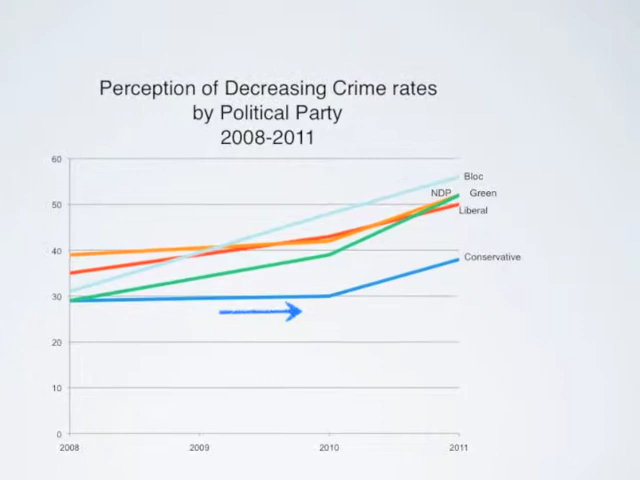 Perception of Decreasing Crime rates
by Political Party
2008-2011
60
50
40
30
20
10
0
2008
2009
2010
2011
Bloc
NDP
Green
Liberal
Conservative